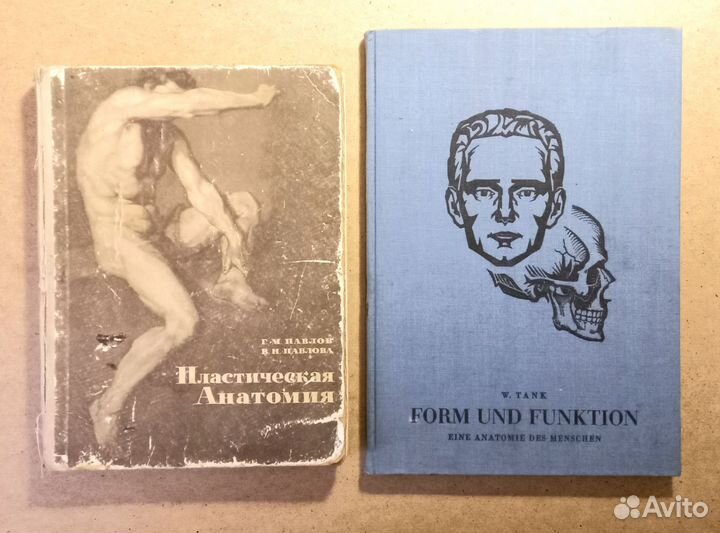 Г·М ПАВЛОВ
В·Н ПАВЛОВА
Пластическая
Анатомия
W. TANK
FORM UND FUNKTION
EINE ANATOMIE DES MENSCHEN
Avito